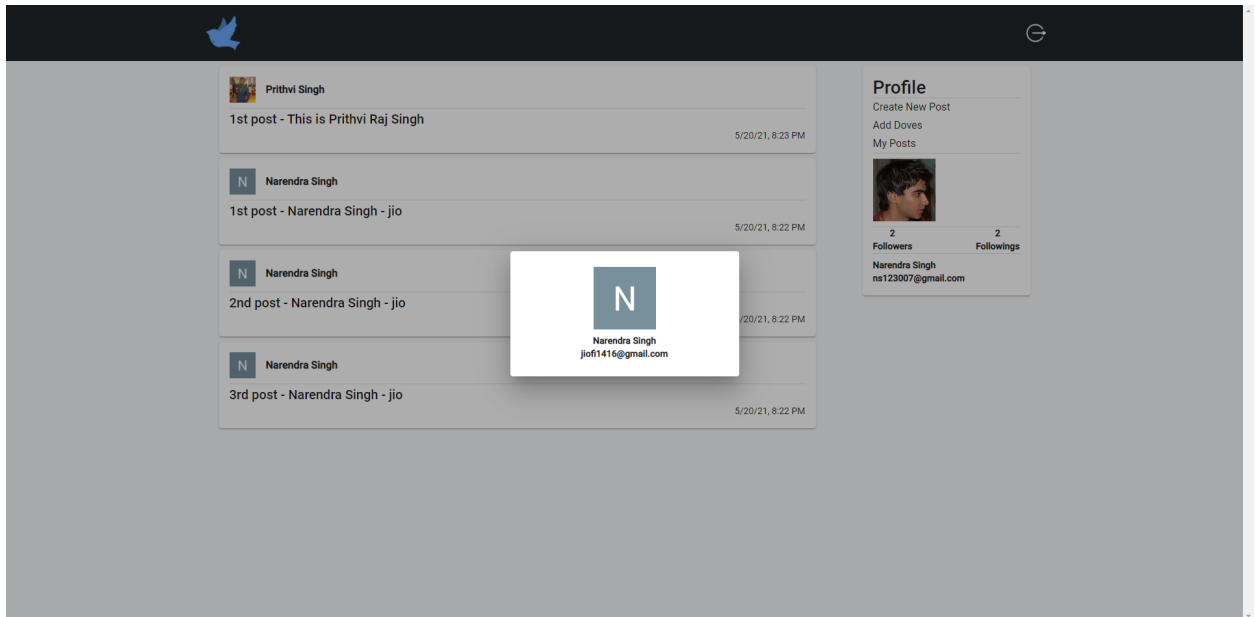 Prithvi Singh
1st post - This is Prithvi Raj Singh
5/20/21, 8:23 PM
N
Narendra Singh
1st post - Narendra Singh - jio
5/20/21, 8:22 PM
N
Narendra Singh
2nd post - Narendra Singh - jio
/20/21, 8:22 PM
N
Narendra Singh
3rd post - Narendra Singh - jio
5/20/21, 8:22 PM
N
Narendra Singh
jiofi1416@gmail.com
Profile
Create New Post
Add Doves
My Posts
2 2
Followers Followings
Narendra Singh
ns123007@gmail.com